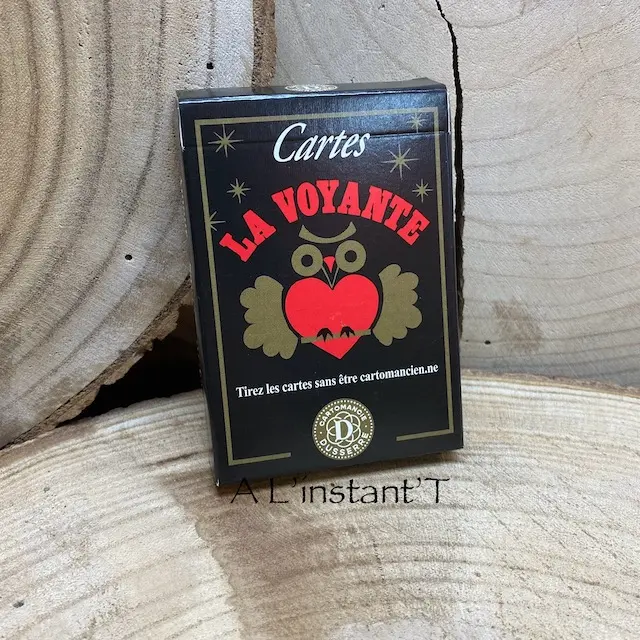 Cartes
LA VOYANTE
Tirez les cartes sans être cartomancien.ne
CARTOMANCIE
D
DUSSERRE
A L'instant'T